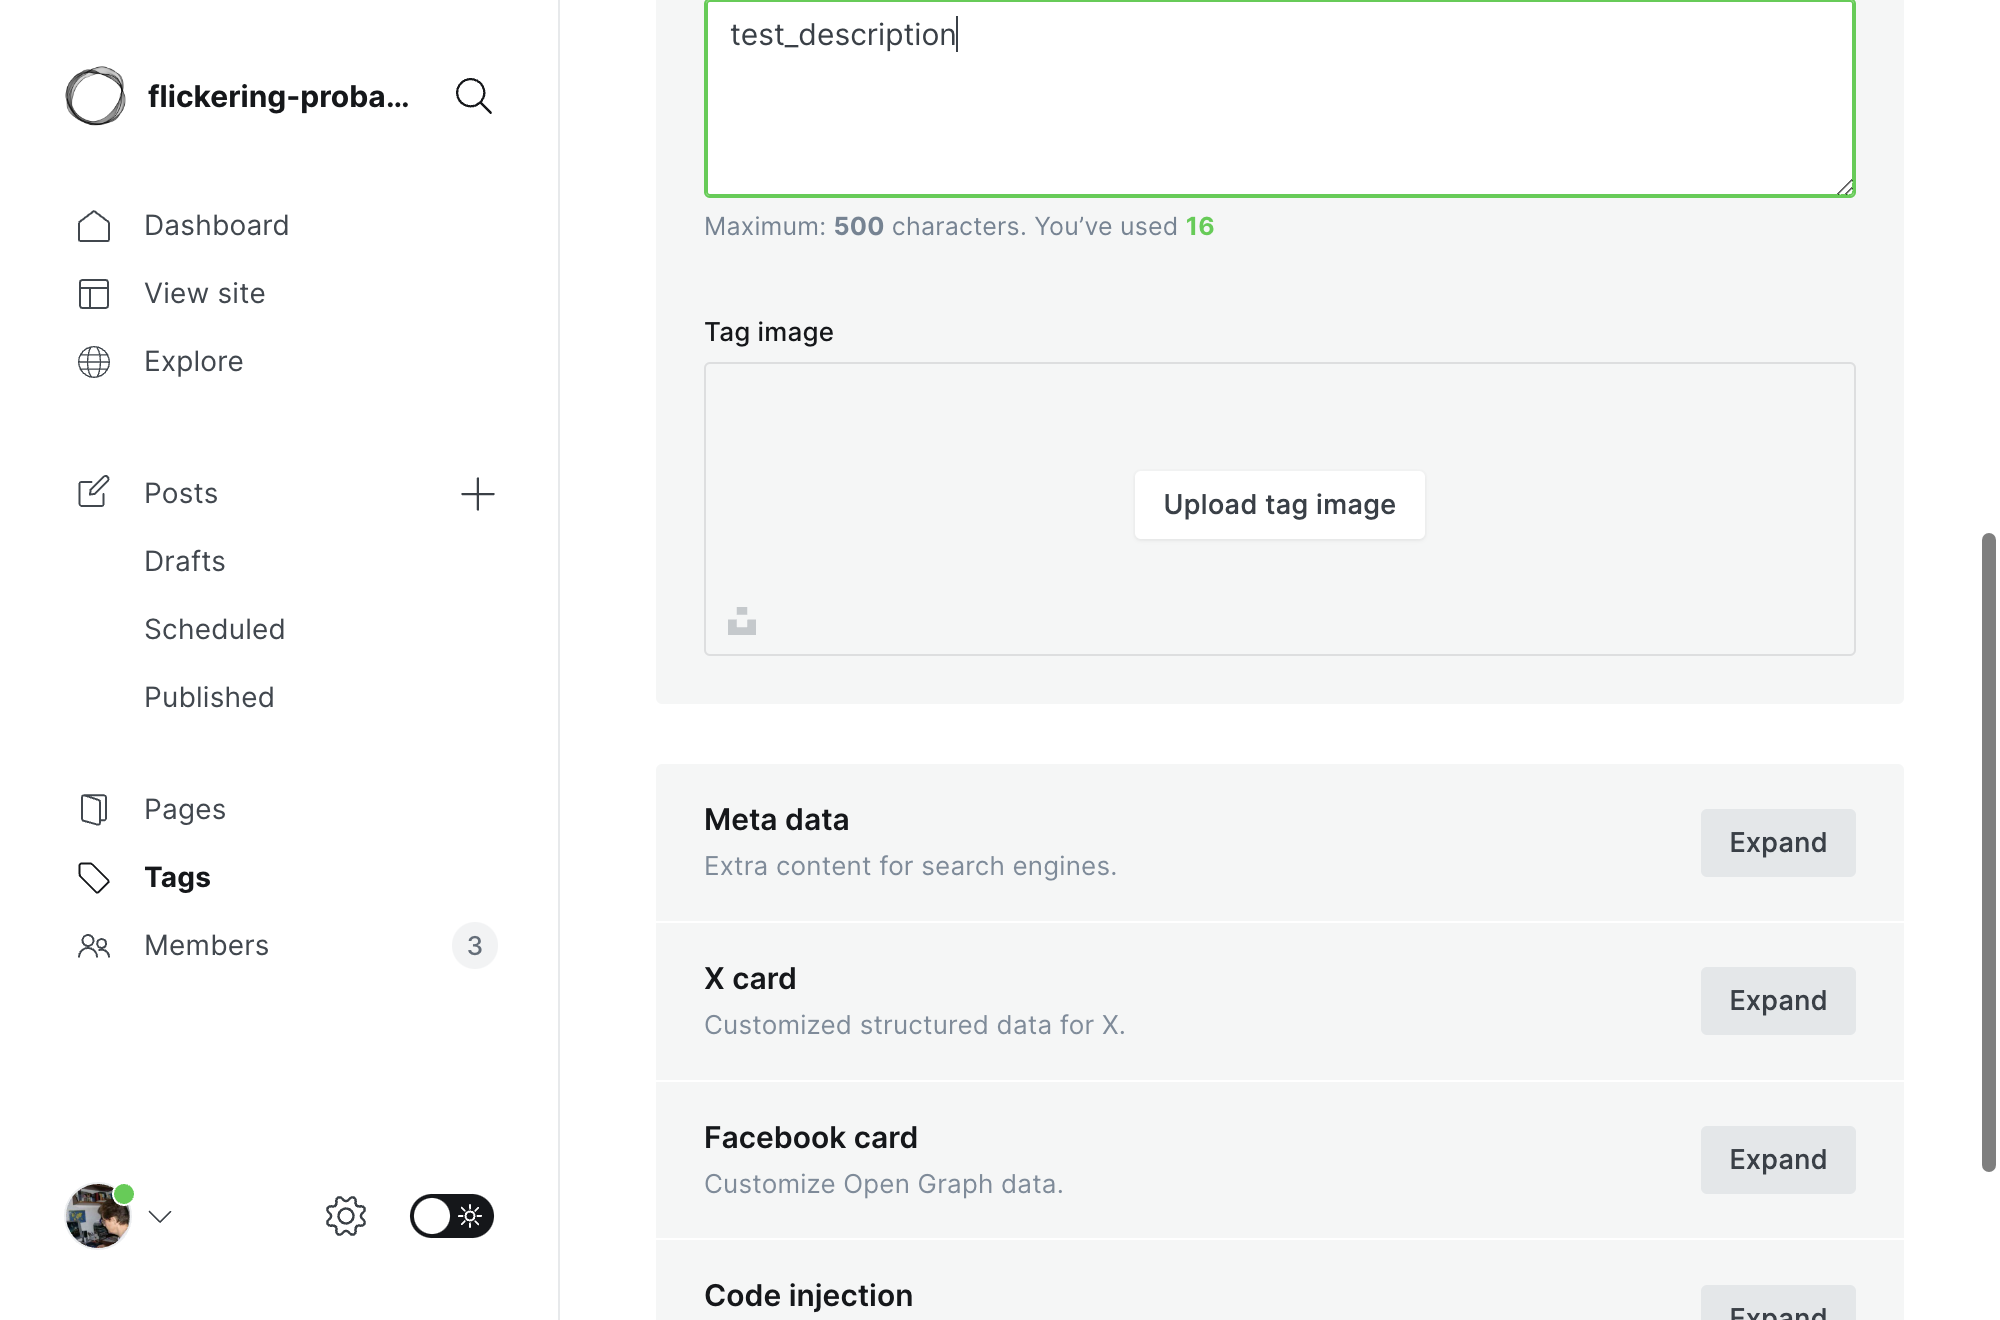 flickering-proba...
Dashboard
View site
Explore
Posts
Drafts
Scheduled
Published
Pages
Tags
Members
3
test_description
Maximum: 500 characters. You’ve used 16
Tag image
Upload tag image
Meta data
Extra content for search engines.
Expand
X card
Customized structured data for X.
Expand
Facebook card
Customize Open Graph data.
Expand
Code injection
Expand